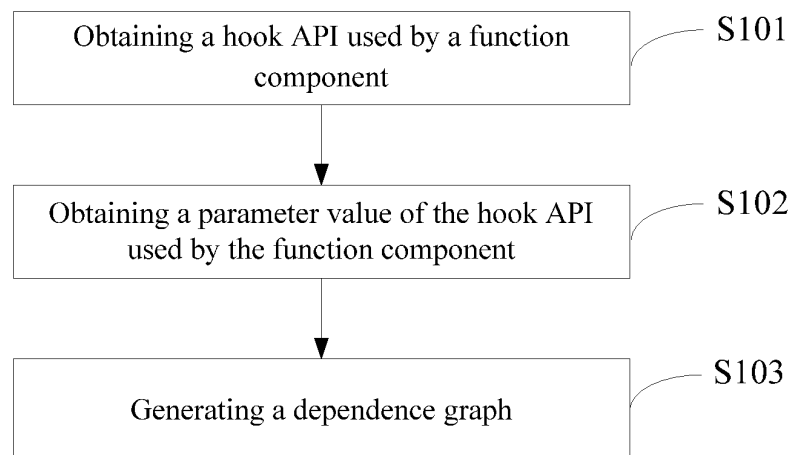 Obtaining a hook API used by a function
component
S101
Obtaining a parameter value of the hook API
used by the function component
S102
Generating a dependence graph
S103